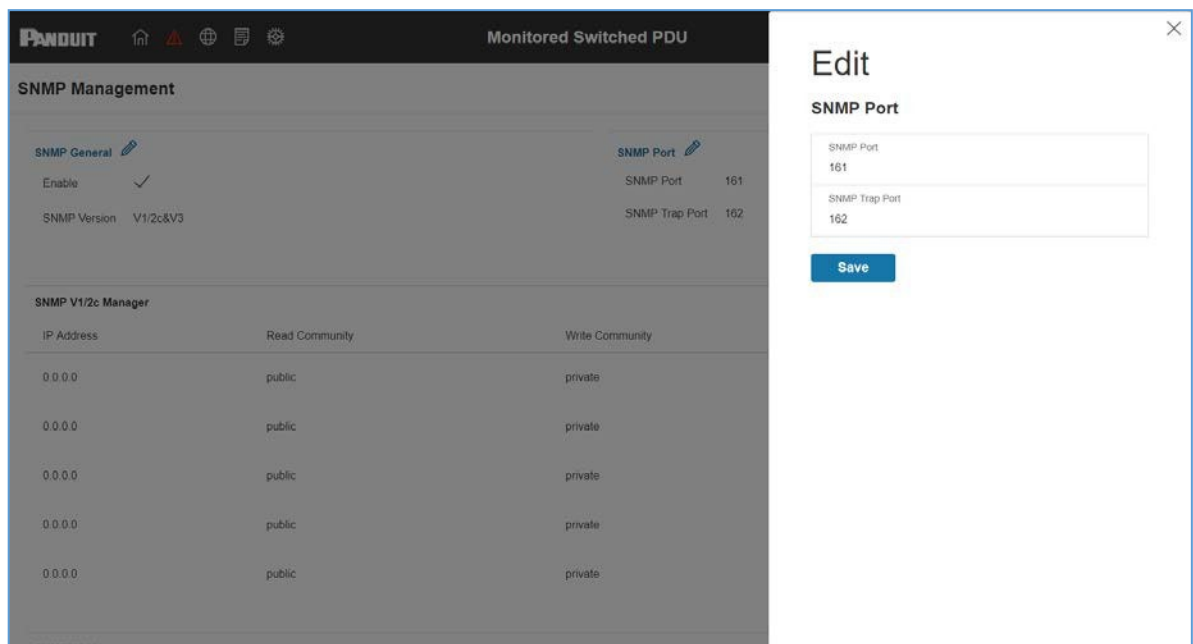 PANDUIT Monitored Switched PDU
SNMP Management
SNMP General SNMP Port
Enable SNMP Port 161
SNMP Version V1/2c&V3 SNMP Trap Port 162
SNMP V1/2c Manager
IP Address Read Community Write Community
0.0.0.0 public private
0.0.0.0 public private
0.0.0.0 public private
0.0.0.0 public private
0.0.0.0 public private
Edit
SNMP Port
SNMP Port
161
SNMP Trap Port
162
Save